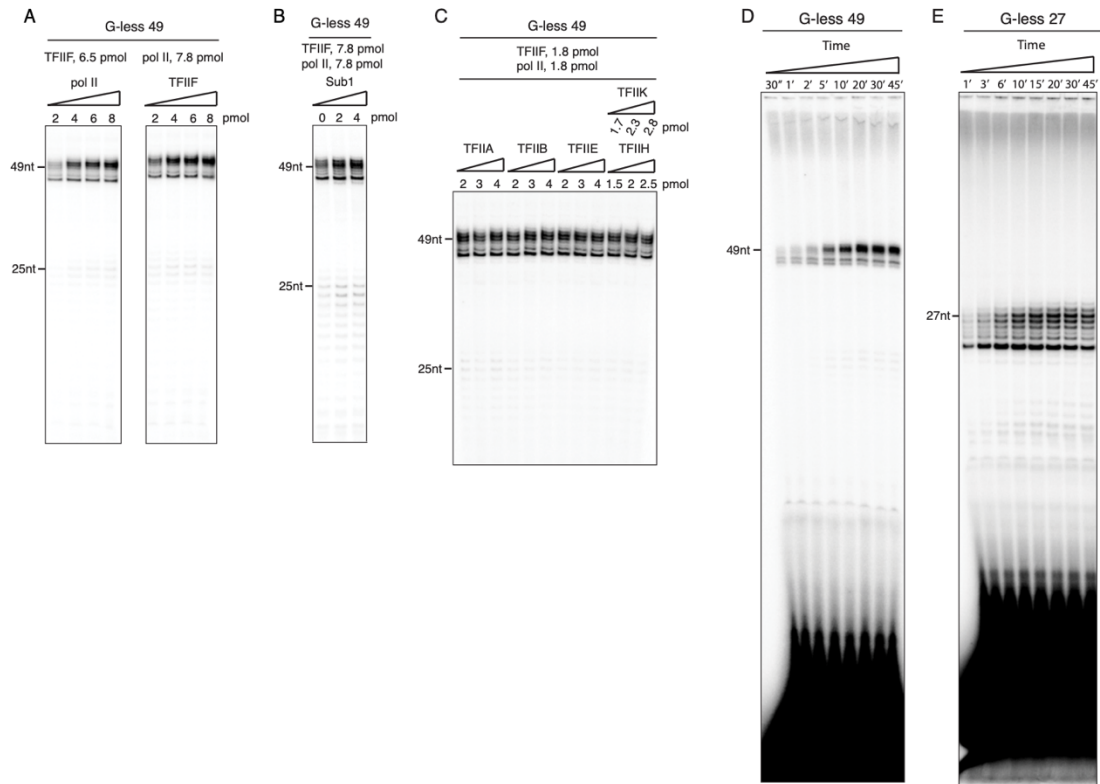 A
G-less 49
TFIIF, 6.5 pmol
pol II
2 4 6 8
pol II, 7.8 pmol
TFIIF
2 4 6 8 pmol
49nt
25nt
B
G-less 49
TFIIF, 7.8 pmol
pol II, 7.8 pmol
Sub1
0 2 4 pmol
49nt
25nt
C
G-less 49
TFIIF, 1.8 pmol
pol II, 1.8 pmol
TFIIK
1.7 2.3 2.8 pmol
TFIIA TFIIB TFIIE TFIIH
2 3 4 2 3 4 2 3 4 1.5 2 2.5 pmol
49nt
25nt
D
G-less 49
Time
30" 1' 2' 5' 10' 20' 30' 45'
49nt
E
G-less 27
Time
1' 3' 6' 10' 15' 20' 30' 45'
27nt